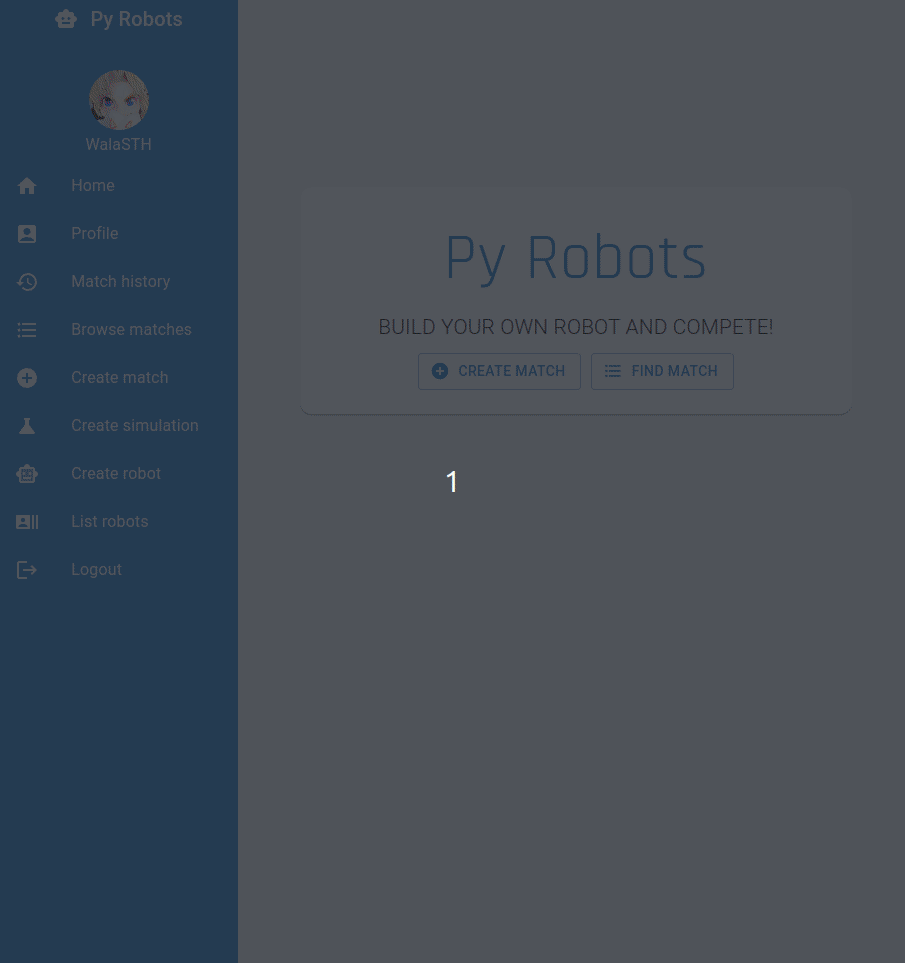 Py Robots
WalaSTH
Home
Profile
Match history
Browse matches
Create match
Create simulation
Create robot
List robots
Logout
Py Robots
BUILD YOUR OWN ROBOT AND COMPETE!
CREATE MATCH
FIND MATCH
1